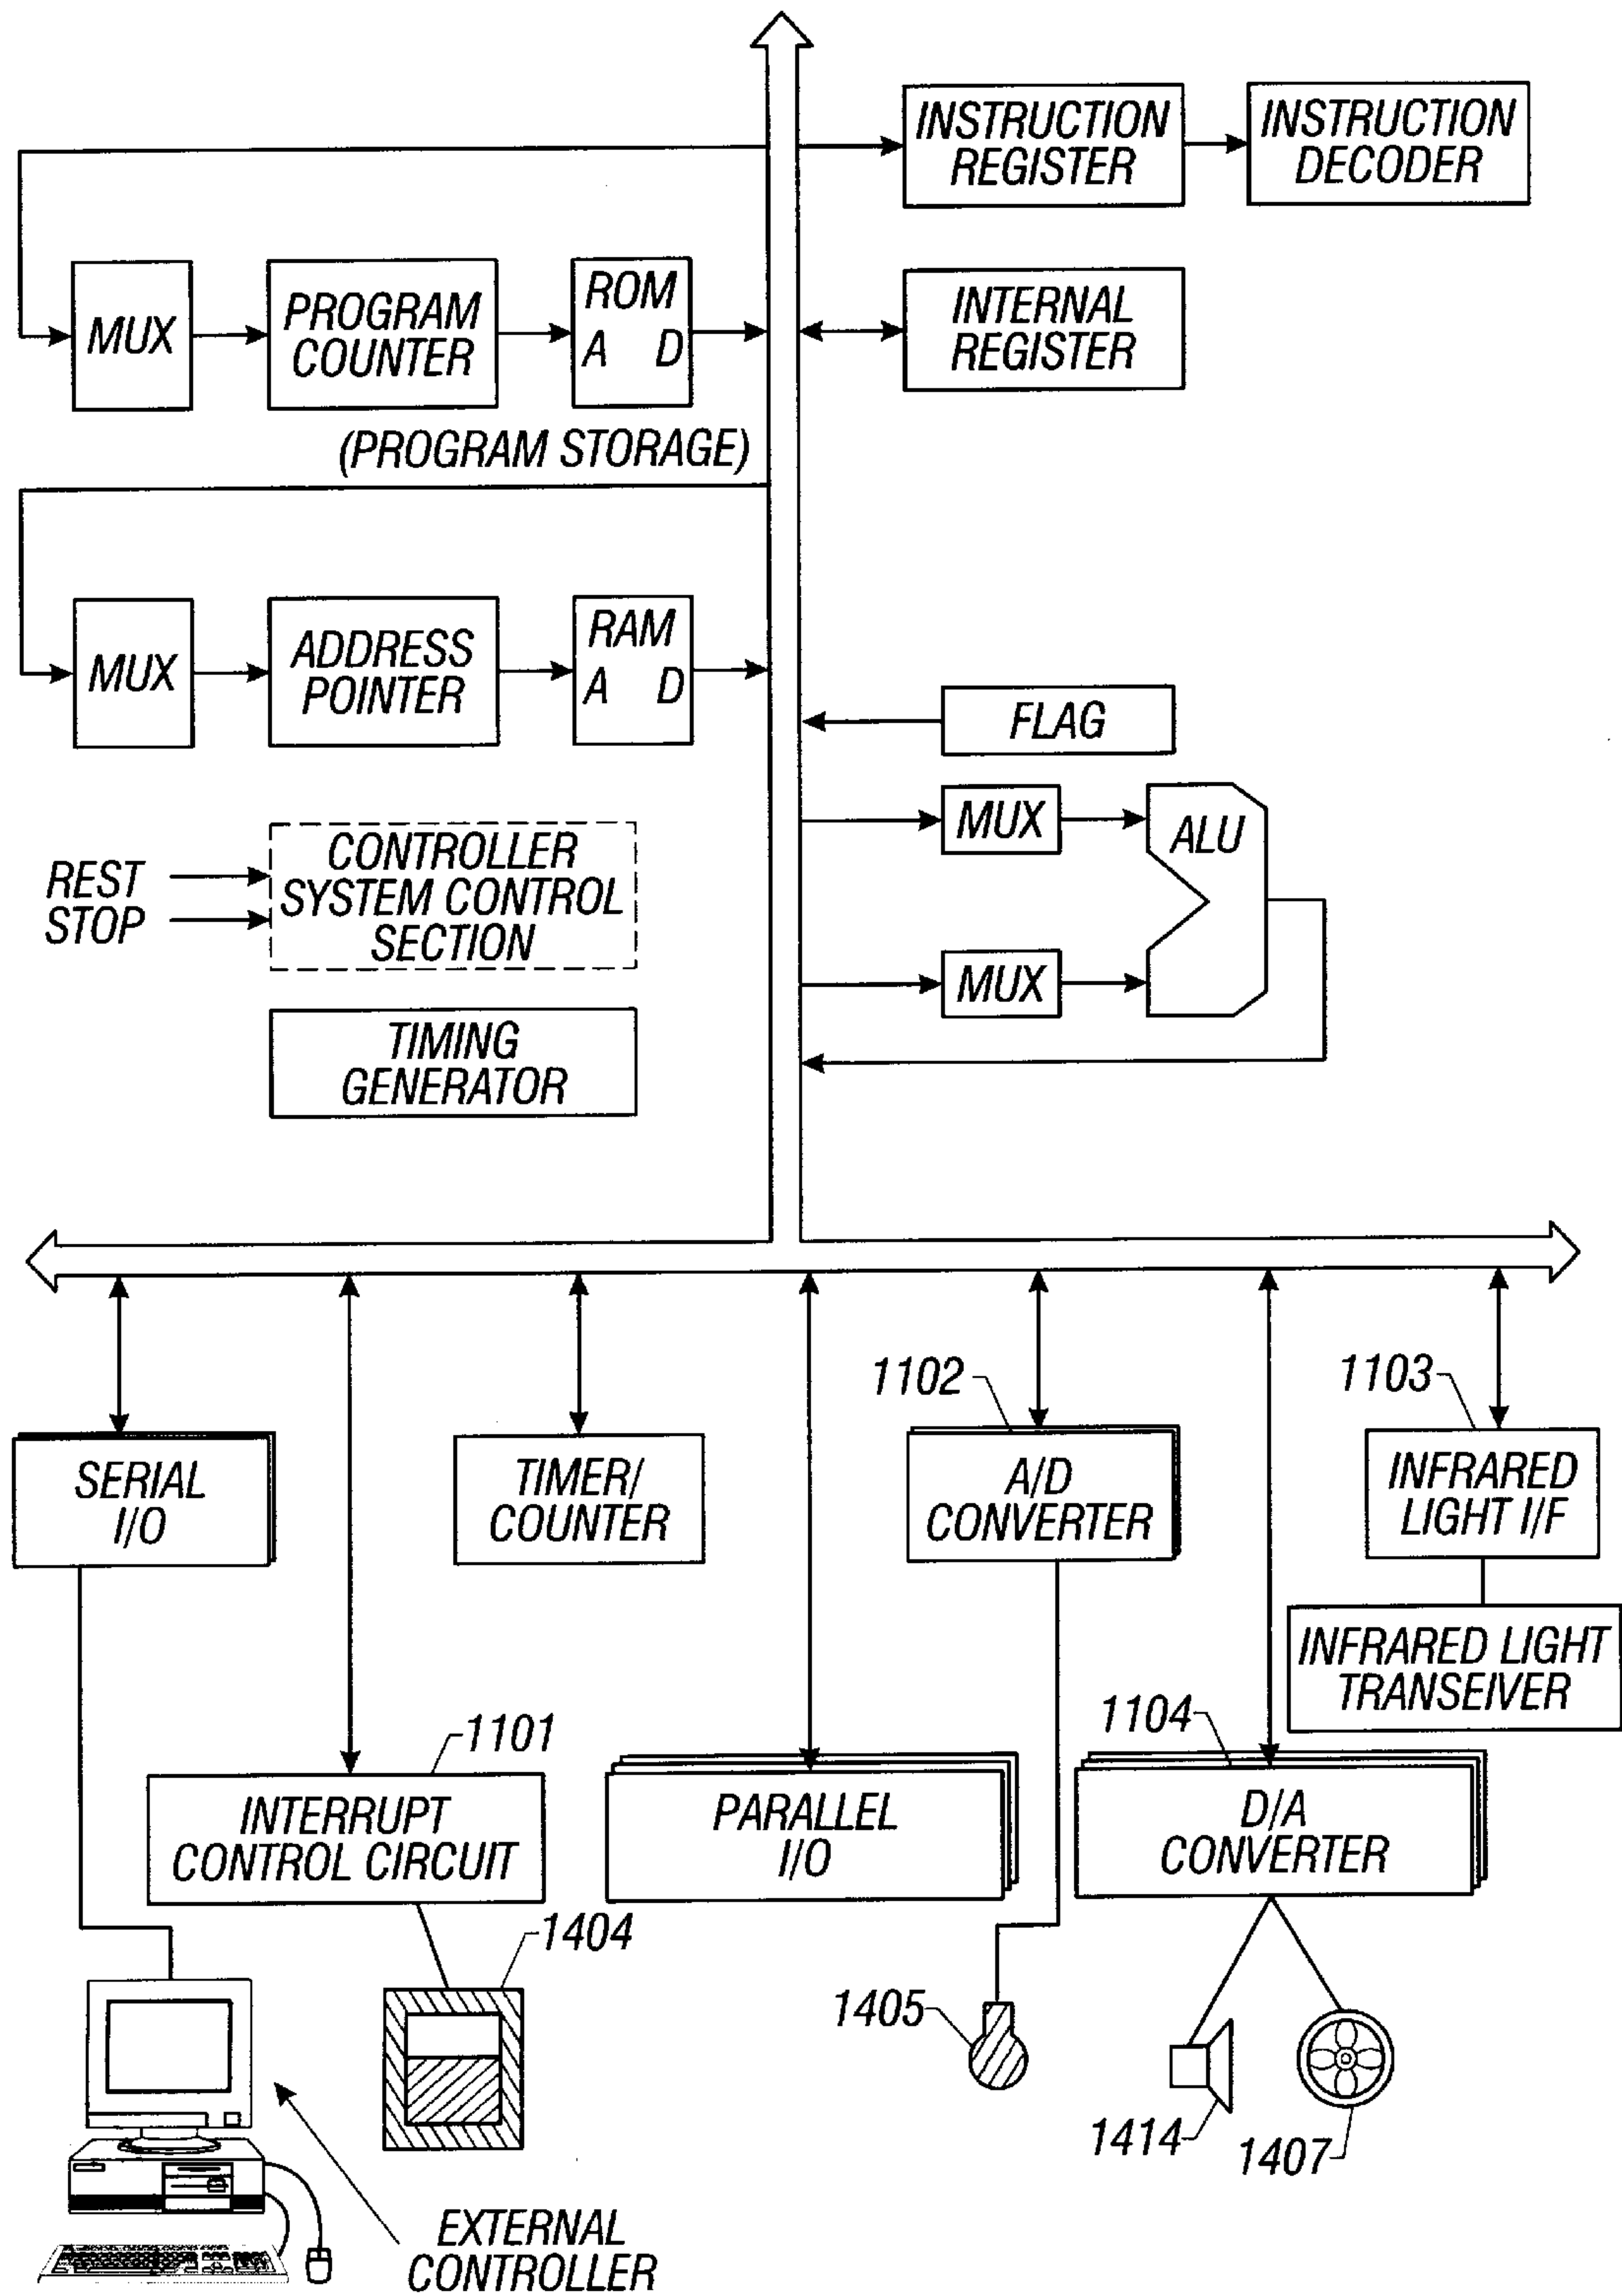 INSTRUCTION
REGISTER
INSTRUCTION
DECODER
MUX
PROGRAM
COUNTER
ROM
A D
INTERNAL
REGISTER
(PROGRAM STORAGE)
MUX
ADDRESS
POINTER
RAM
A D
FLAG
MUX
ALU
REST
STOP
CONTROLLER
SYSTEM CONTROL
SECTION
MUX
TIMING
GENERATOR
1102
1103
SERIAL
I/O
TIMER/
COUNTER
A/D
CONVERTER
INFRARED
LIGHT I/F
INFRARED LIGHT
TRANSEIVER
1101
1104
INTERRUPT
CONTROL CIRCUIT
PARALLEL
I/O
D/A
CONVERTER
1404
1405
1414
1407
EXTERNAL
CONTROLLER